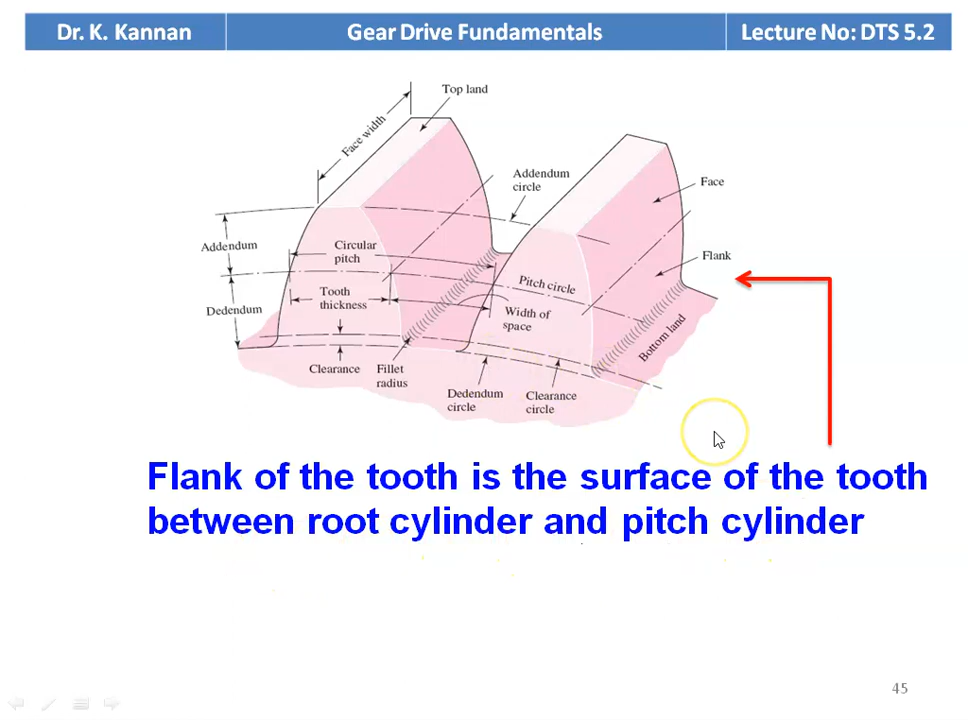 Dr. K. Kannan
Gear Drive Fundamentals
Lecture No: DTS 5.2
Top land
Face width
Addendum
circle
Face
Addendum
Circular
pitch
Flank
Pitch circle
Tooth
thickness
Dedendum
Width of
space
Bottom land
Clearance
Fillet
radius
Dedendum
circle
Clearance
circle
Flank of the tooth is the surface of the tooth
between root cylinder and pitch cylinder
45